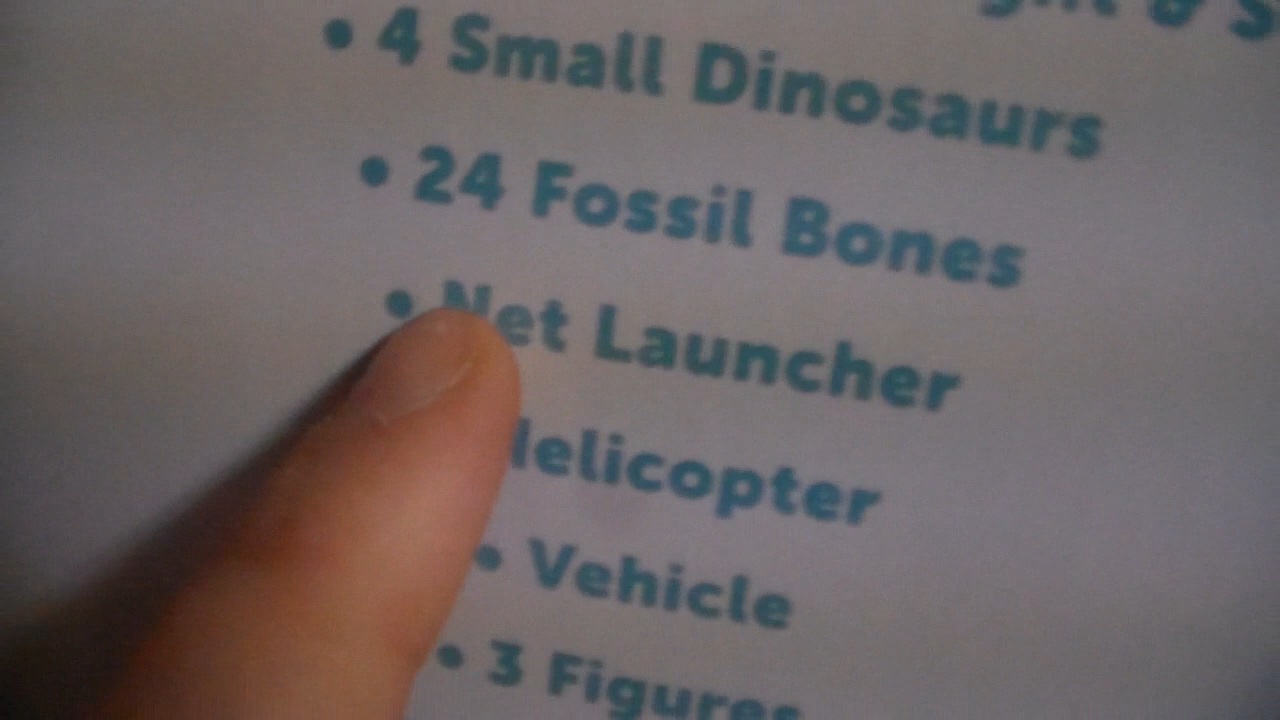 & S
• 4 Small Dinosaurs
• 24 Fossil Bones
• Net Launcher
Helicopter
• Vehicle
• 3 Figures